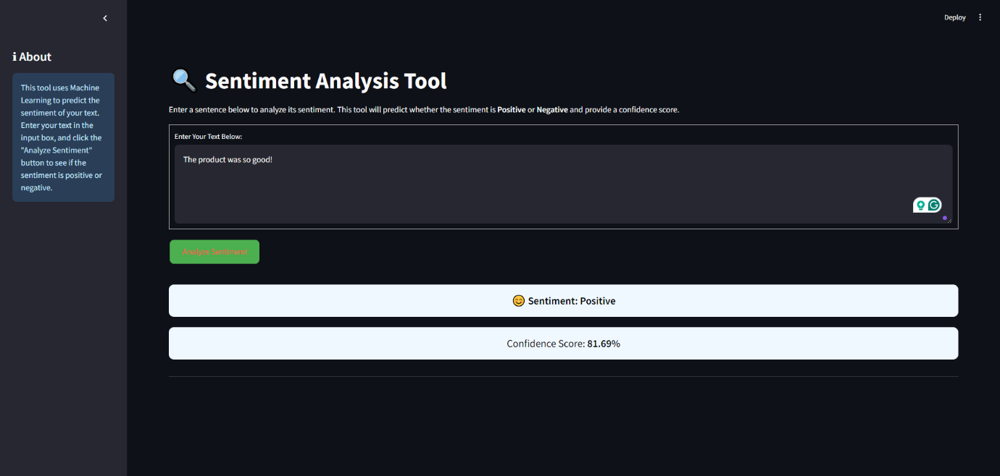 Deploy
ℹ About
This tool uses Machine
Learning to predict the
sentiment of your text.
Enter your text in the
input box, and click the
"Analyze Sentiment"
button to see if the
sentiment is positive or
negative.
🔍 Sentiment Analysis Tool
Enter a sentence below to analyze its sentiment. This tool will predict whether the sentiment is Positive or Negative and provide a confidence score.
Enter Your Text Below:
The product was so good!
Analyze Sentiment
😊 Sentiment: Positive
Confidence Score: 81.69%